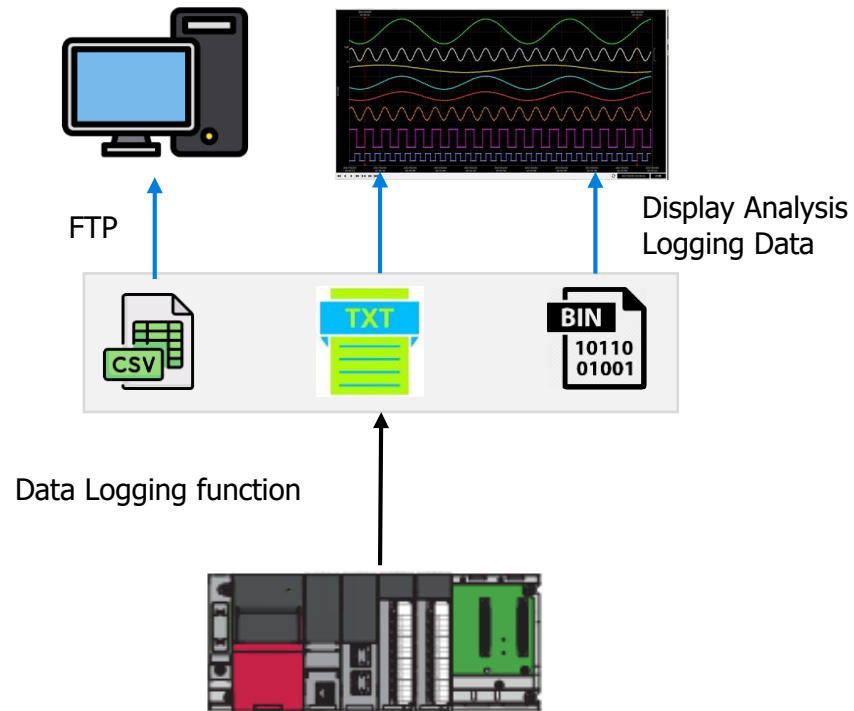 FTP
Display Analysis
Logging Data
CSV
TXT
BIN
10110
01001
Data Logging function